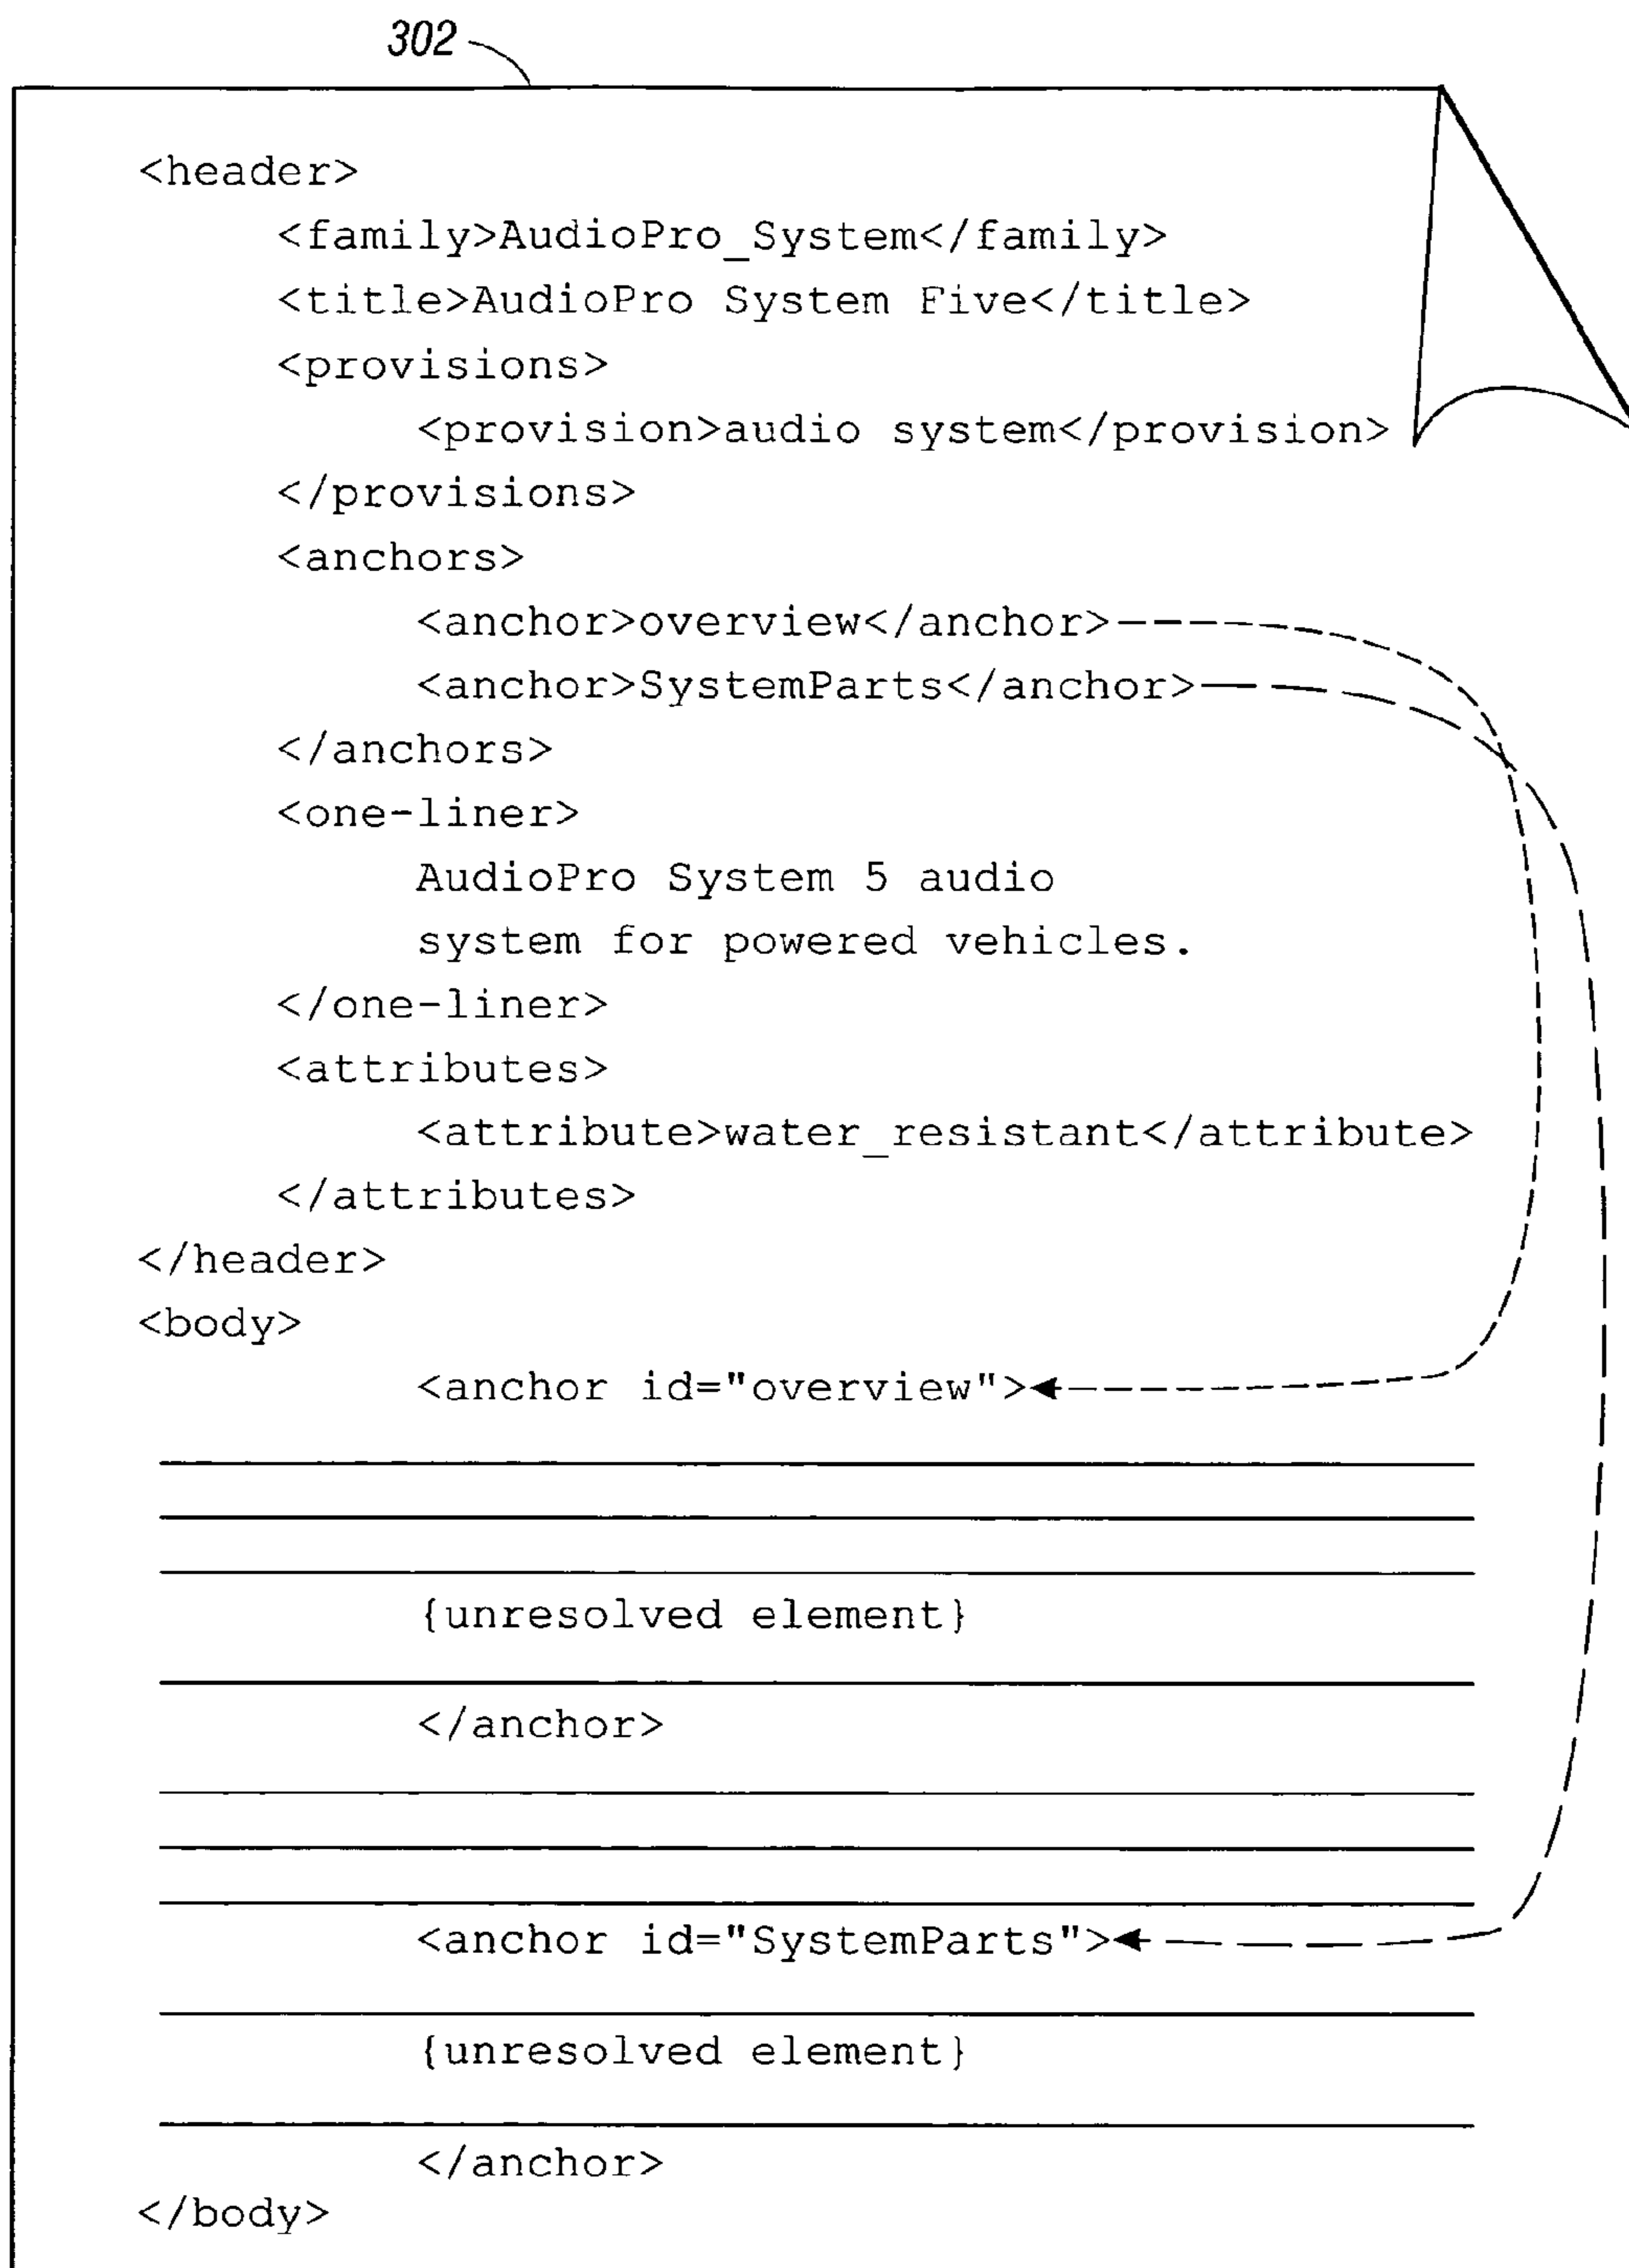 302
<header>
<family>AudioPro_System</family>
<title>AudioPro System Five</title>
<provisions>
<provision>audio system</provision>
</provisions>
<anchors>
<anchor>overview</anchor>
<anchor>SystemParts</anchor>
</anchors>
<one-liner>
AudioPro System 5 audio
system for powered vehicles.
</one-liner>
<attributes>
<attribute>water_resistant</attribute>
</attributes>
</header>
<body>
<anchor id="overview">
{unresolved element}
</anchor>
<anchor id="SystemParts">
{unresolved element}
</anchor>
</body>